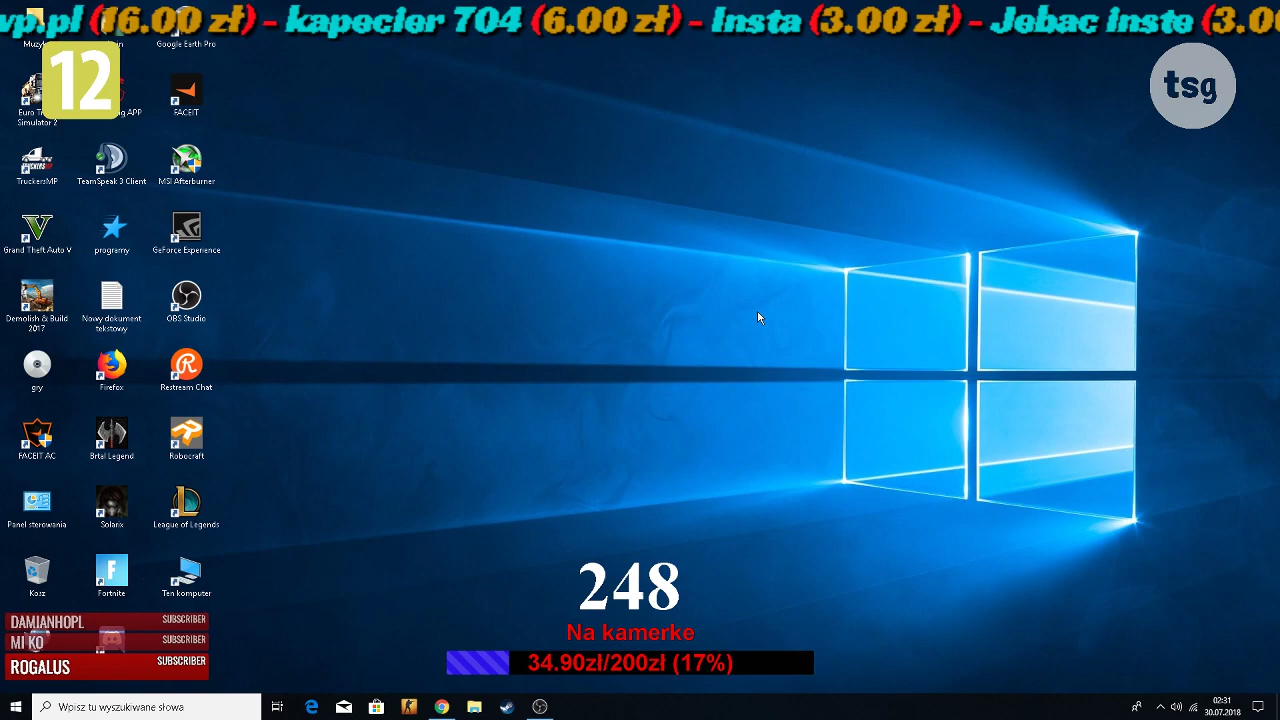 vp.pl (16.00 zł) - kapecier 704 (6.00 zł) - Insta (3.00 zł) - Jebac inste (3.0
Google Earth Pro
12
tsg
Euro
Simulator 2
APP
FACEIT
TruckersMP
TeamSpeak 3 Client
MSI Afterburner
Grand Theft Auto V
programy
GeForce Experience
Demolish & Build 2017
Nowy dokument tekstowy
OBS Studio
gry
Firefox
Restream Chat
FACEIT AC
Brtal Legend
Robocraft
Panel sterowania
Solarix
League of Legends
Kosz
Fortnite
Ten komputer
248
Na kamerke
34.90zł/200zł (17%)
DAMIANHOPL SUBSCRIBER
MI KO SUBSCRIBER
ROGALUS SUBSCRIBER
Wpisz tu wyszukiwane słowa
02:31
30.07.2018